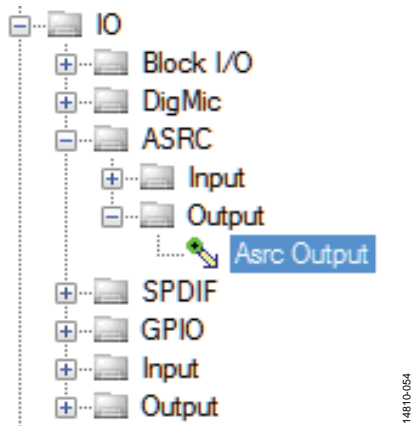 IO
Block I/O
DigMic
ASRC
Input
Output
Asrc Output
SPDIF
GPIO
Input
Output
14810-054